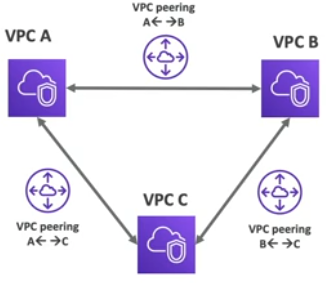 VPC peering
A← →B
VPC A
VPC B
VPC C
VPC peering
A← →C
VPC peering
B← →C